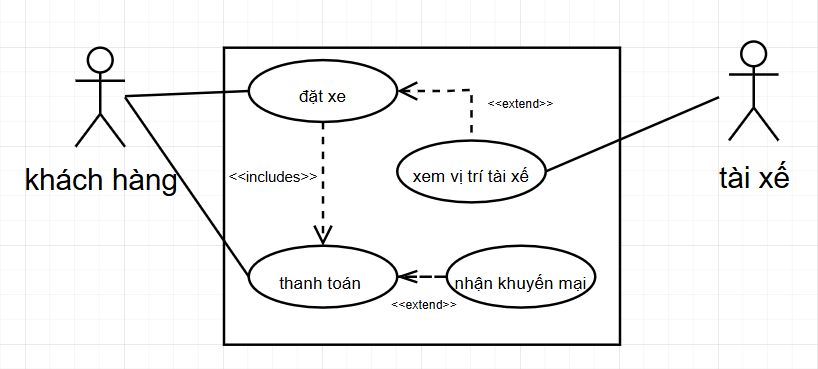 đặt xe
<<extend>>
khách hàng
<<includes>>
xem vị trí tài xế
tài xế
thanh toán
nhận khuyến mại
<<extend>>